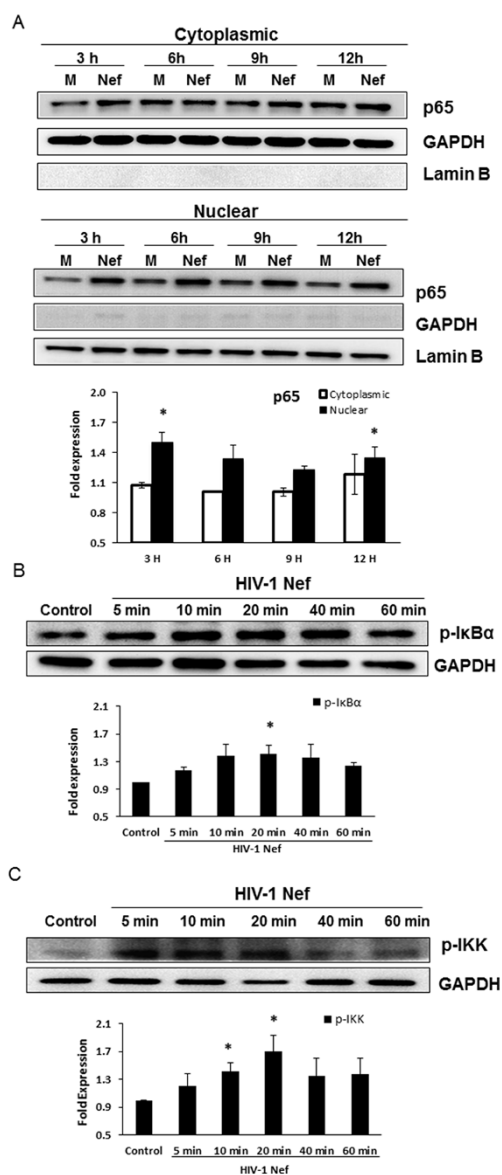 A
Cytoplasmic
3 h 6h 9h 12h
M Nef M Nef M Nef M Nef
p65
GAPDH
Lamin B
Nuclear
3 h 6h 9h 12h
M Nef M Nef M Nef M Nef
p65
GAPDH
Lamin B
p65
Cytoplasmic
Nuclear
Fold expression
2.0
1.7
1.4
1.1
0.8
0.5
*
*
3 H 6 H 9 H 12 H
B
HIV-1 Nef
Control 5 min 10 min 20 min 40 min 60 min
p-IκBα
GAPDH
p-IκBα
Fold expression
2.1
1.7
1.3
0.9
0.5
*
Control 5 min 10 min 20 min 40 min 60 min
HIV-1 Nef
C
HIV-1 Nef
Control 5 min 10 min 20 min 40 min 60 min
p-IKK
GAPDH
p-IKK
Fold Expression
2.1
1.7
1.3
0.9
0.5
*
*
Control 5 min 10 min 20 min 40 min 60 min
HIV-1 Nef